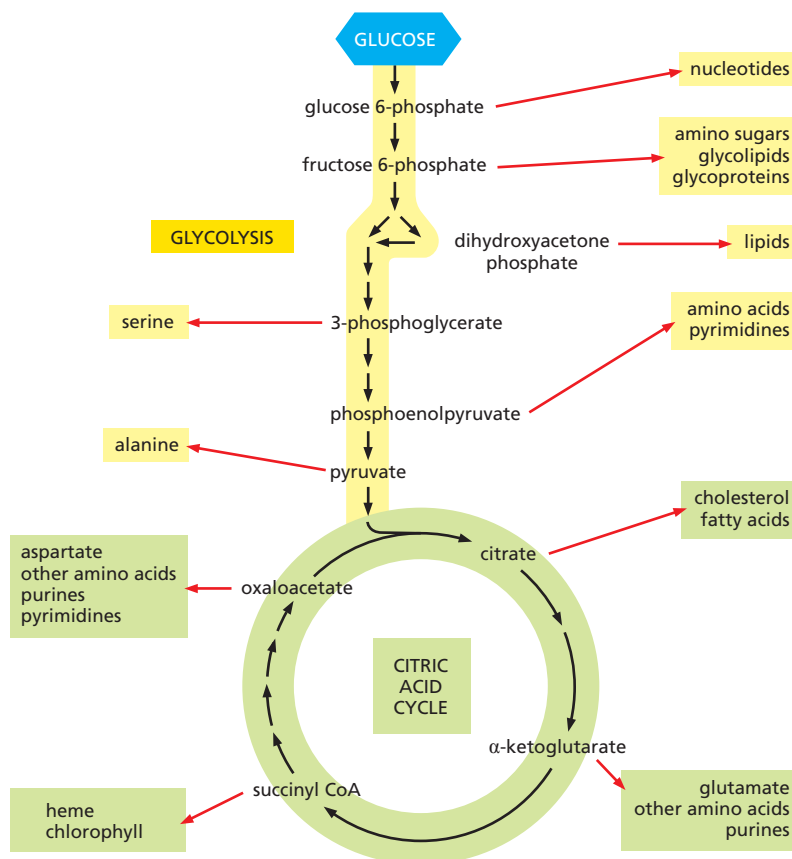 GLUCOSE
nucleotides
glucose 6-phosphate
amino sugars
glycolipids
glycoproteins
fructose 6-phosphate
GLYCOLYSIS
dihydroxyacetone
phosphate
lipids
serine
3-phosphoglycerate
amino acids
pyrimidines
phosphoenolpyruvate
alanine
pyruvate
cholesterol
fatty acids
citrate
aspartate
other amino acids
purines
pyrimidines
oxaloacetate
CITRIC
ACID
CYCLE
α-ketoglutarate
succinyl CoA
heme
chlorophyll
glutamate
other amino acids
purines